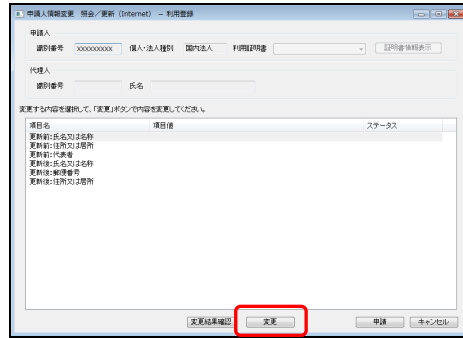 申請人情報変更 照会／更新 (Internet) － 利用登録
申請人
識別番号 XXXXXXXXX 個人・法人種別 国内法人 利用証明書 証明書情報表示
代理人
識別番号 氏名
変更する内容を選択して、「変更」ボタンで内容を変更してください。
項目名 項目値 ステータス
更新前:氏名又は名称
更新前:住所又は居所
更新前:代表者
更新後:氏名又は名称
更新後:郵便番号
更新後:住所又は居所
変更結果確認 変更 申請 キャンセル